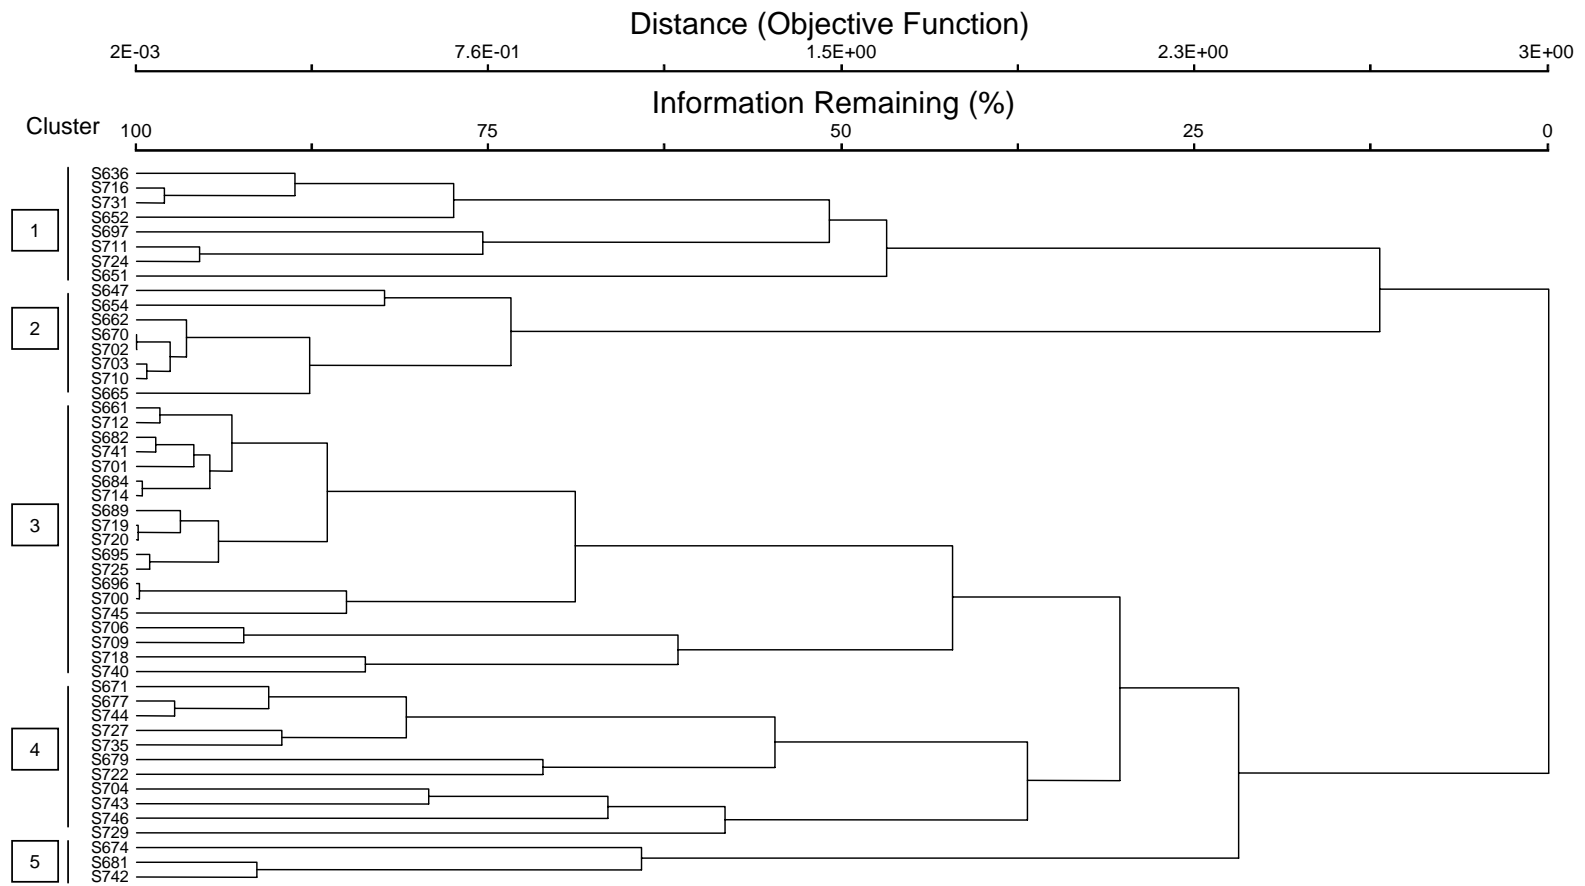 Distance (Objective Function)
2E-03 7.6E-01 1.5E+00 2.3E+00 3E+00
Information Remaining (%)
Cluster 100 75 50 25 0
S636
S716
S731
S652
S697
1
S711
S724
S651
S647
S654
S662
2
S670
S702
S703
S710
S665
S661
S712
S682
S741
S701
S684
S714
S689
3
S719
S720
S695
S725
S696
S700
S745
S706
S709
S718
S740
S671
S677
S744
S727
S735
4
S679
S722
S704
S743
S746
S729
S674
5
S681
S742